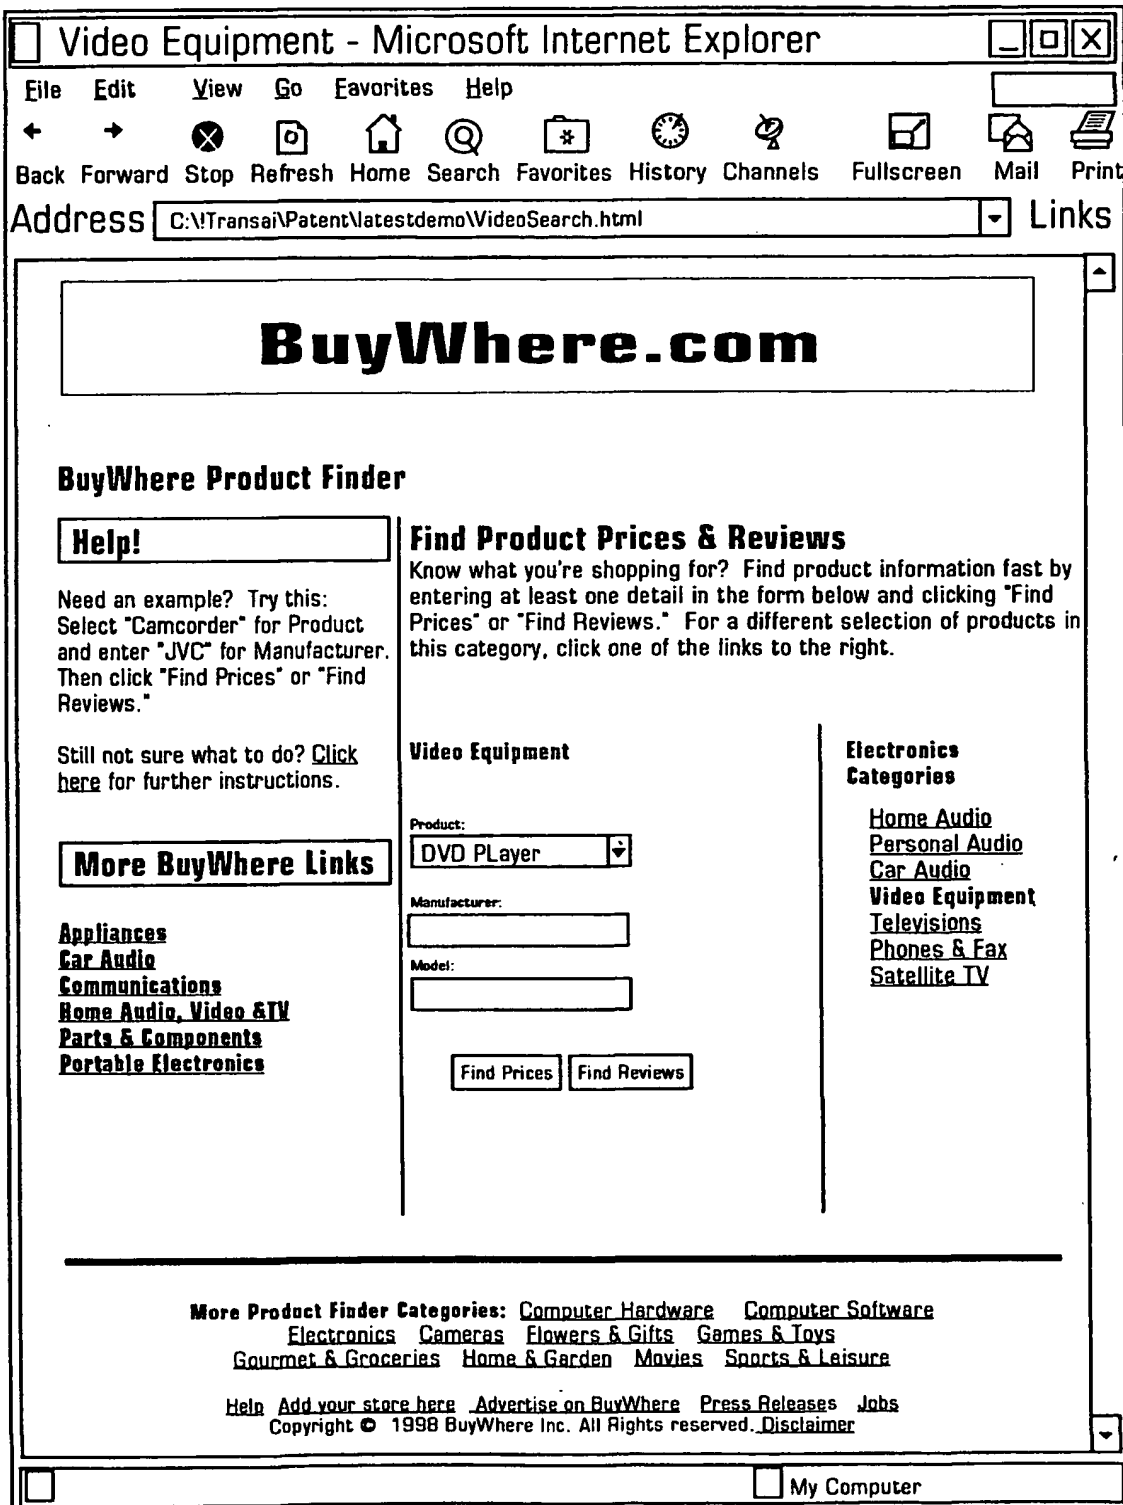 Video Equipment - Microsoft Internet Explorer
File Edit View Go Favorites Help
Back Forward Stop Refresh Home Search Favorites History Channels Fullscreen Mail Print
Address C:\!Transai\Patent\latestdemo\VideoSearch.html Links
BuyWhere.com
BuyWhere Product Finder
Help!
Need an example? Try this:
Select "Camcorder" for Product
and enter "JVC" for Manufacturer.
Then click "Find Prices" or "Find
Reviews."
Still not sure what to do? Click
here for further instructions.
More BuyWhere Links
Appliances
Car Audio
Communications
Home Audio, Video &TV
Parts & Components
Portable Electronics
Find Product Prices & Reviews
Know what you're shopping for? Find product information fast by
entering at least one detail in the form below and clicking "Find
Prices" or "Find Reviews." For a different selection of products in
this category, click one of the links to the right.
Video Equipment
Product:
DVD PLayer
Manufacturer:
Model:
Find Prices Find Reviews
Electronics
Categories
Home Audio
Personal Audio
Car Audio
Video Equipment
Televisions
Phones & Fax
Satellite TV
More Product Finder Categories: Computer Hardware Computer Software
Electronics Cameras Flowers & Gifts Games & Toys
Gourmet & Groceries Home & Garden Movies Sports & Leisure
Help Add your store here Advertise on BuyWhere Press Releases Jobs
Copyright © 1998 BuyWhere Inc. All Rights reserved. Disclaimer
My Computer